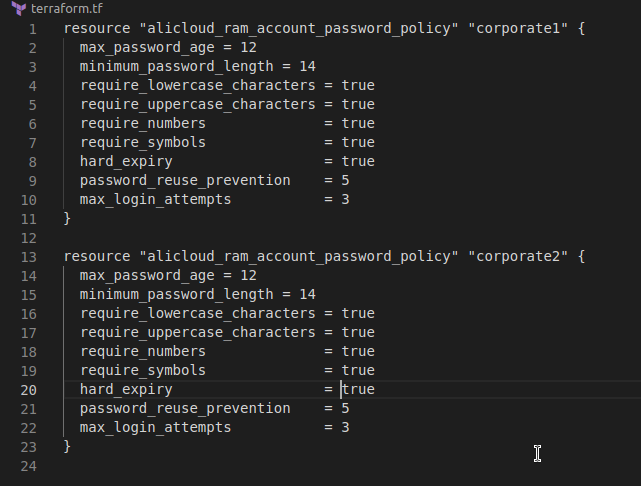 terraform.tf
1 resource "alicloud_ram_account_password_policy" "corporate1" {
2   max_password_age = 12
3   minimum_password_length = 14
4   require_lowercase_characters = true
5   require_uppercase_characters = true
6   require_numbers              = true
7   require_symbols              = true
8   hard_expiry                  = true
9   password_reuse_prevention    = 5
10   max_login_attempts           = 3
11 }
12
13 resource "alicloud_ram_account_password_policy" "corporate2" {
14   max_password_age = 12
15   minimum_password_length = 14
16   require_lowercase_characters = true
17   require_uppercase_characters = true
18   require_numbers              = true
19   require_symbols              = true
20   hard_expiry                  = true
21   password_reuse_prevention    = 5
22   max_login_attempts           = 3
23 }
24